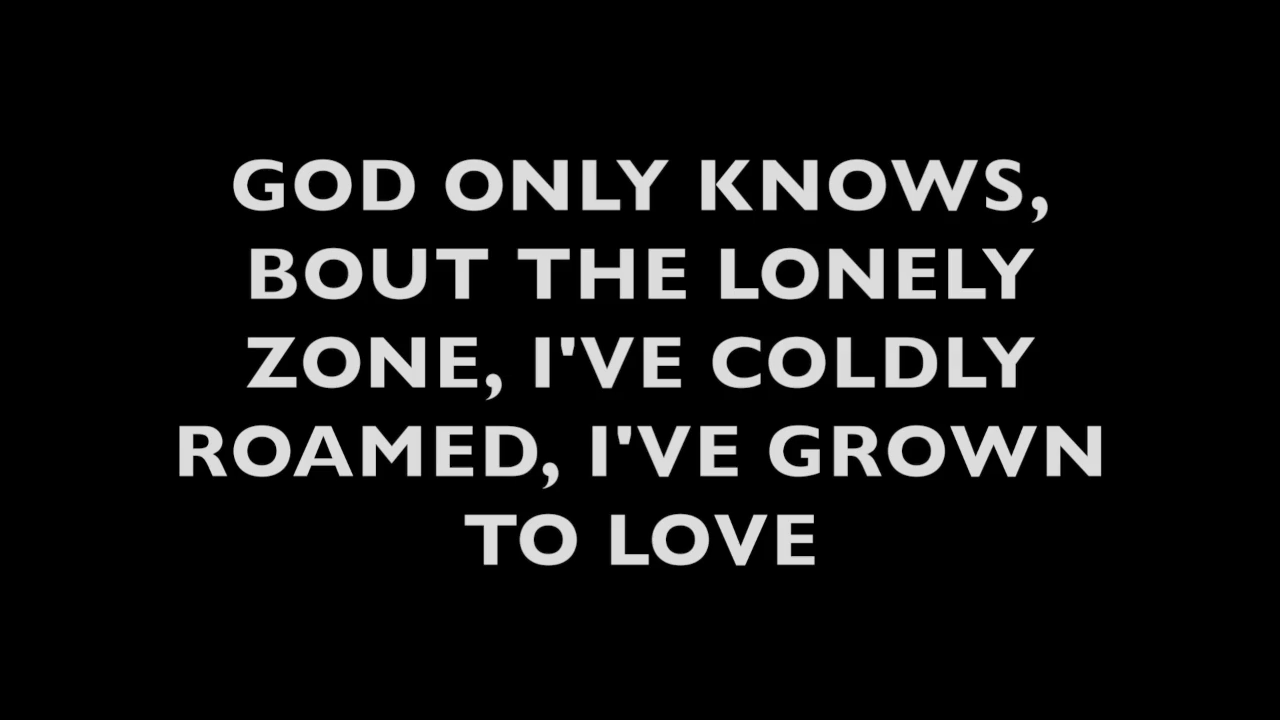 GOD ONLY KNOWS,
BOUT THE LONELY
ZONE, I'VE COLDLY
ROAMED, I'VE GROWN
TO LOVE